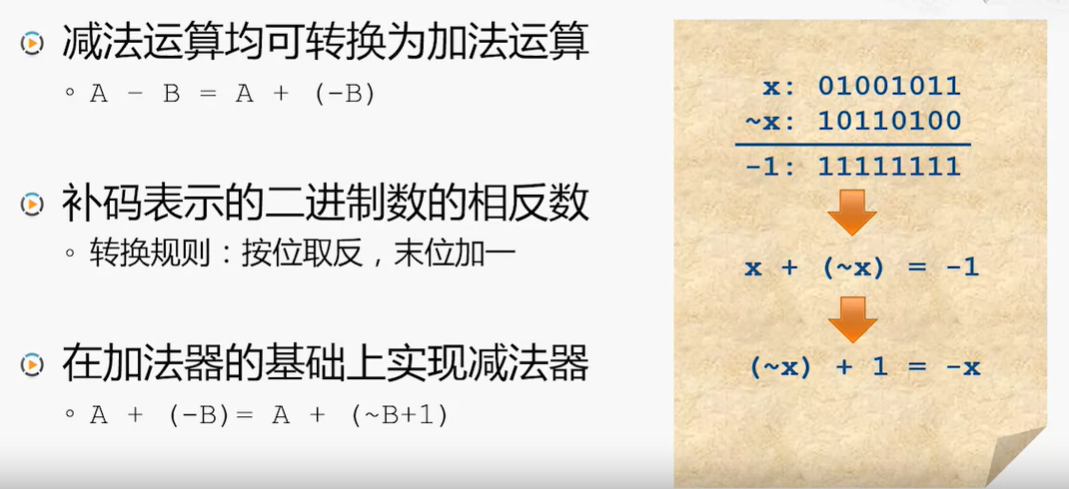 减法运算均可转换为加法运算
A - B = A + (-B)
补码表示的二进制数的相反数
转换规则：按位取反，末位加一
在加法器的基础上实现减法器
A + (-B)= A + (~B+1)
x: 01001011
~x: 10110100
-1: 11111111
x + (~x) = -1
(~x) + 1 = -x